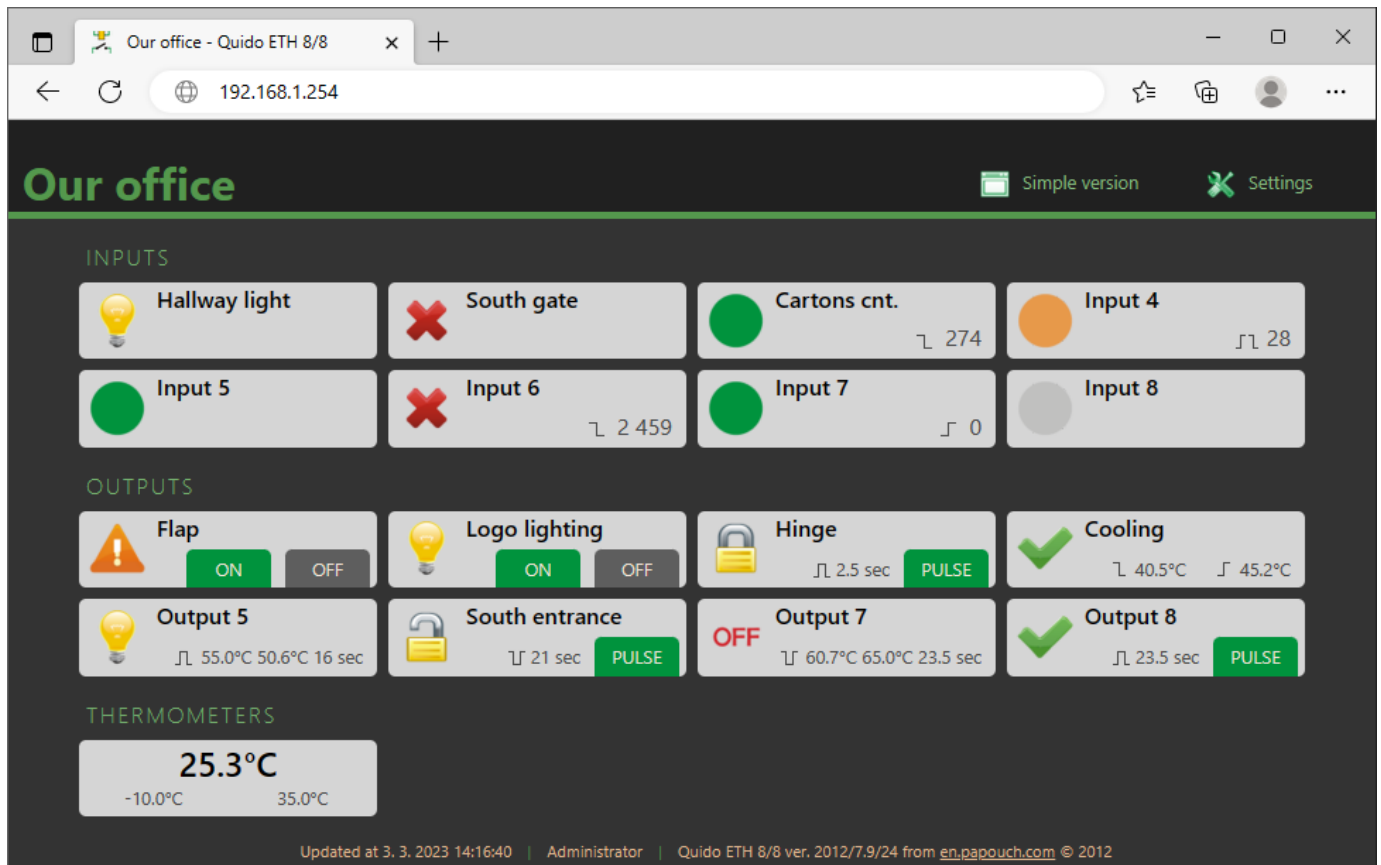 Our office - Quido ETH 8/8
192.168.1.254
Our office
Simple version
Settings
INPUTS
Hallway light
South gate
Cartons cnt.
274
Input 4
28
Input 5
Input 6
2 459
Input 7
0
Input 8
OUTPUTS
Flap
ON OFF
Logo lighting
ON OFF
Hinge
2.5 sec PULSE
Cooling
40.5°C 45.2°C
Output 5
55.0°C 50.6°C 16 sec
South entrance
21 sec PULSE
OFF
Output 7
60.7°C 65.0°C 23.5 sec
Output 8
23.5 sec PULSE
THERMOMETERS
25.3°C
-10.0°C 35.0°C
Updated at 3. 3. 2023 14:16:40 | Administrator | Quido ETH 8/8 ver. 2012/7.9/24 from en.papouch.com © 2012